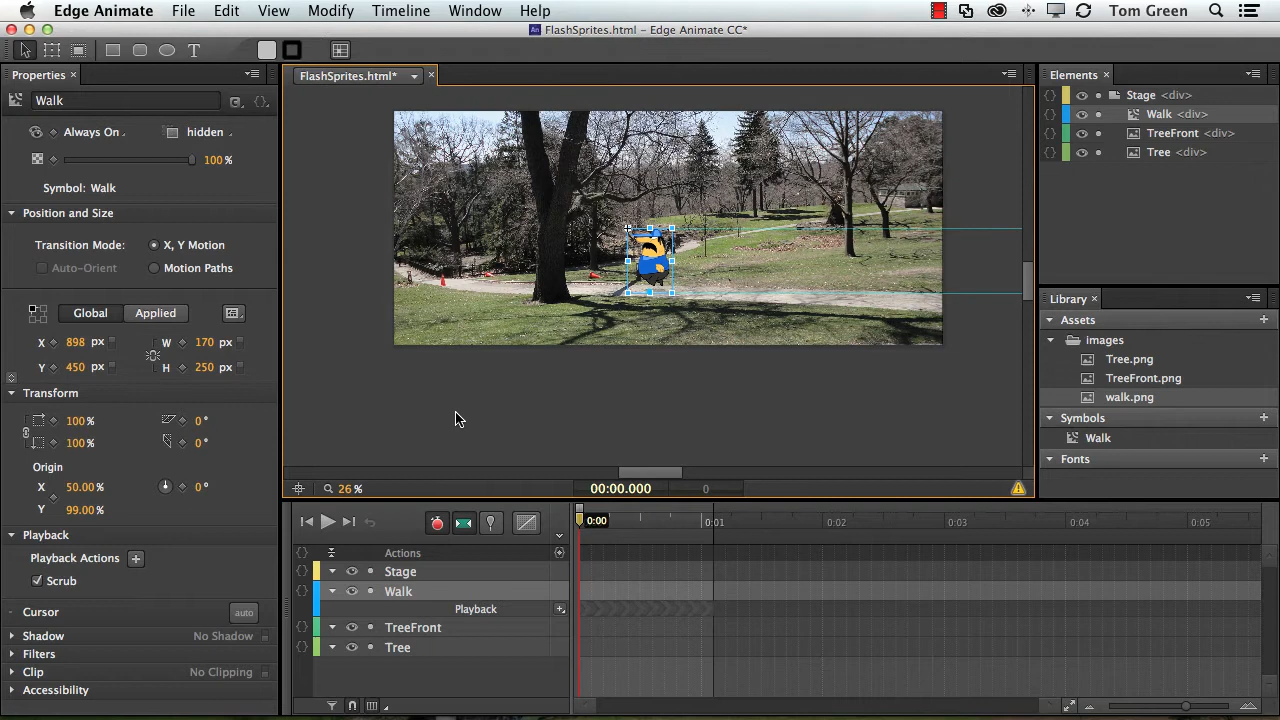 Edge Animate File Edit View Modify Timeline Window Help Tom Green
An FlashSprites.html - Edge Animate CC*
T
Properties × FlashSprites.html* × Elements ×
Walk
Always On hidden
100 %
Symbol: Walk
Position and Size
Transition Mode: X, Y Motion
Auto-Orient Motion Paths
Global Applied
X 898 px W 170 px
Y 450 px H 250 px
Transform
100 % 0 °
100 % 0 °
Origin
X 50.00 % 0 °
Y 99.00 %
Playback
Playback Actions +
Scrub
Cursor auto
Shadow No Shadow
Filters
Clip No Clipping
Accessibility
26 % 00:00.000 0
0:00 0:01 0:02 0:03 0:04 0:05
Actions
Stage
Walk
Playback
TreeFront
Tree
Stage <div>
Walk <div>
TreeFront <div>
Tree <div>
Library ×
Assets
images
Tree.png
TreeFront.png
walk.png
Symbols
Walk
Fonts